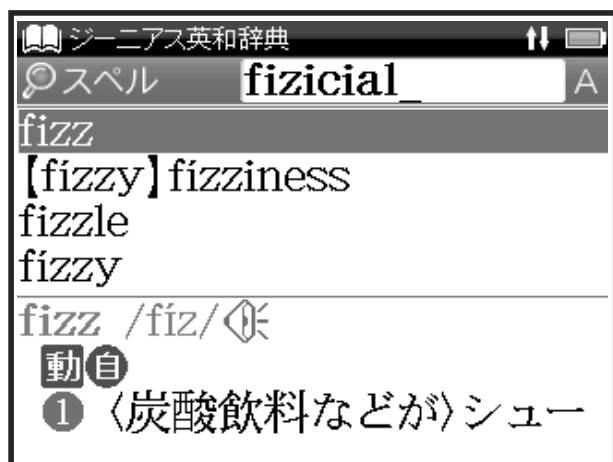 ジーニアス英和辞典
スペル fizicial_ A
fizz
【fízzy】fízziness
fizzle
fízzy
fizz /fíz/
動自
❶〈炭酸飲料などが〉シュー